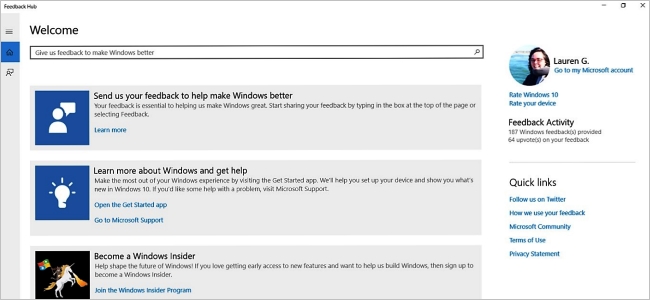 Feedback Hub
Welcome
Give us feedback to make Windows better
Send us your feedback to help make Windows better
Your feedback is essential to helping us make Windows great. Start sharing your feedback by typing in the box at the top of the page or
selecting Feedback.
Learn more
Learn more about Windows and get help
Make the most out of your Windows experience by visiting the Get Started app. We'll help you set up your device and show you what's
new in Windows 10. If you'd like some help with a problem, visit Microsoft Support.
Open the Get Started app
Go to Microsoft Support
Become a Windows Insider
Help shape the future of Windows! If you love getting early access to new features and want to help us build Windows, then sign up to
become a Windows Insider.
Join the Windows Insider Program
Lauren G.
Go to my Microsoft account
Rate Windows 10
Rate your device
Feedback Activity
187 Windows feedback(s) provided
64 upvote(s) on your feedback
Quick links
Follow us on Twitter
How we use your feedback
Microsoft Community
Terms of Use
Privacy Statement